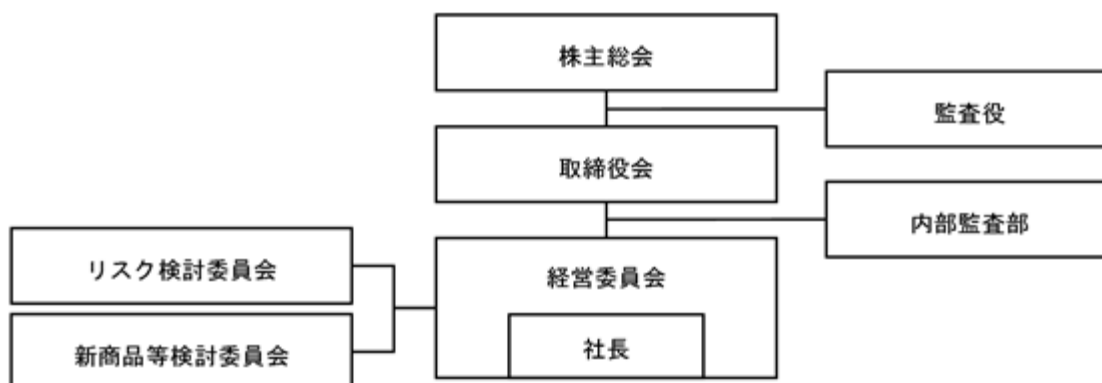 株主総会
監査役
取締役会
内部監査部
リスク検討委員会
経営委員会
新商品等検討委員会
社長